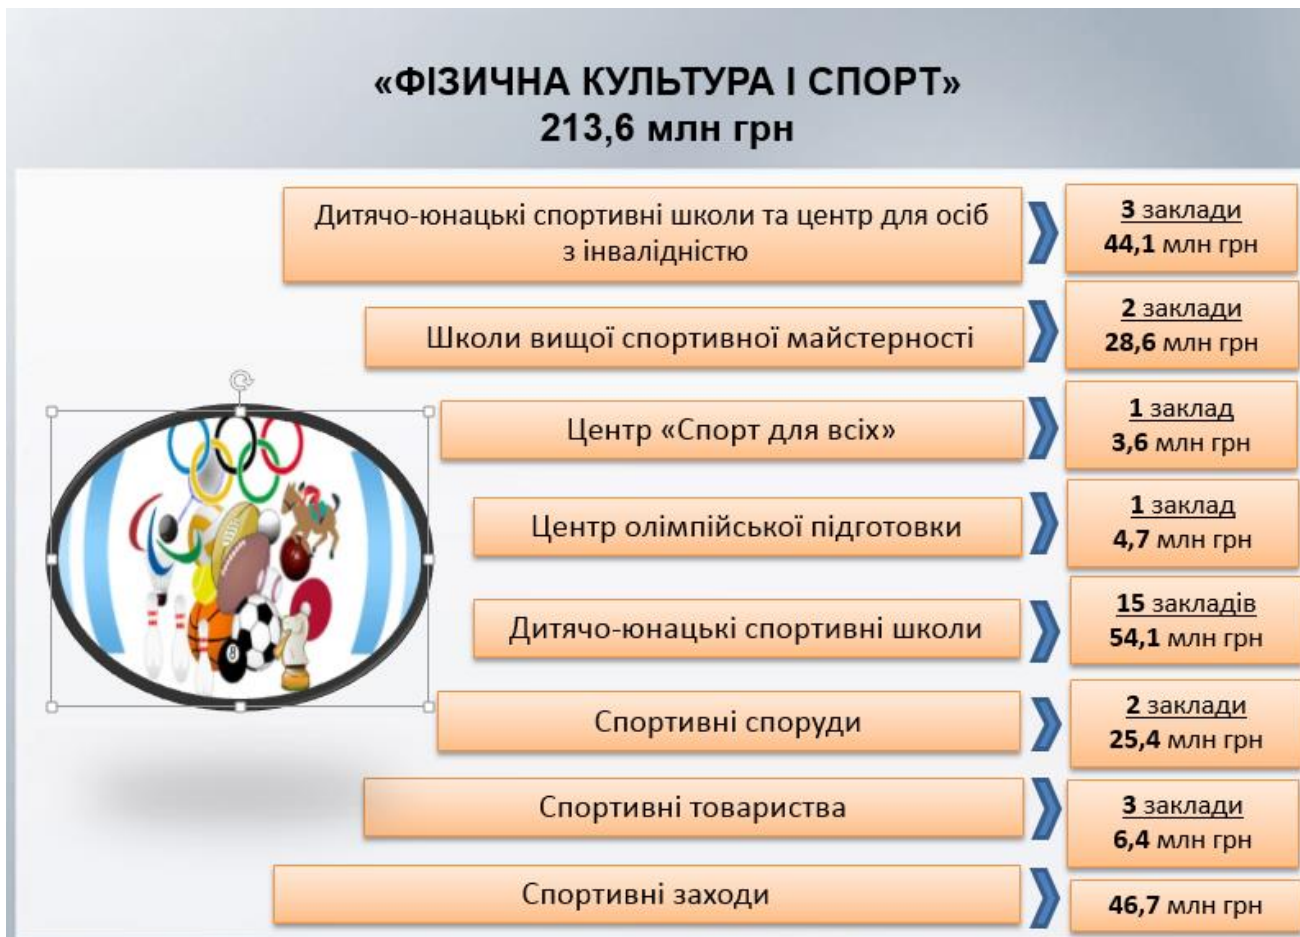 «ФІЗИЧНА КУЛЬТУРА І СПОРТ»
213,6 млн грн
Дитячо-юнацькі спортивні школи та центр для осіб
з інвалідністю
3 заклади
44,1 млн грн
Школи вищої спортивної майстерності
2 заклади
28,6 млн грн
Центр «Спорт для всіх»
1 заклад
3,6 млн грн
Центр олімпійської підготовки
1 заклад
4,7 млн грн
Дитячо-юнацькі спортивні школи
15 закладів
54,1 млн грн
Спортивні споруди
2 заклади
25,4 млн грн
Спортивні товариства
3 заклади
6,4 млн грн
Спортивні заходи
46,7 млн грн
8